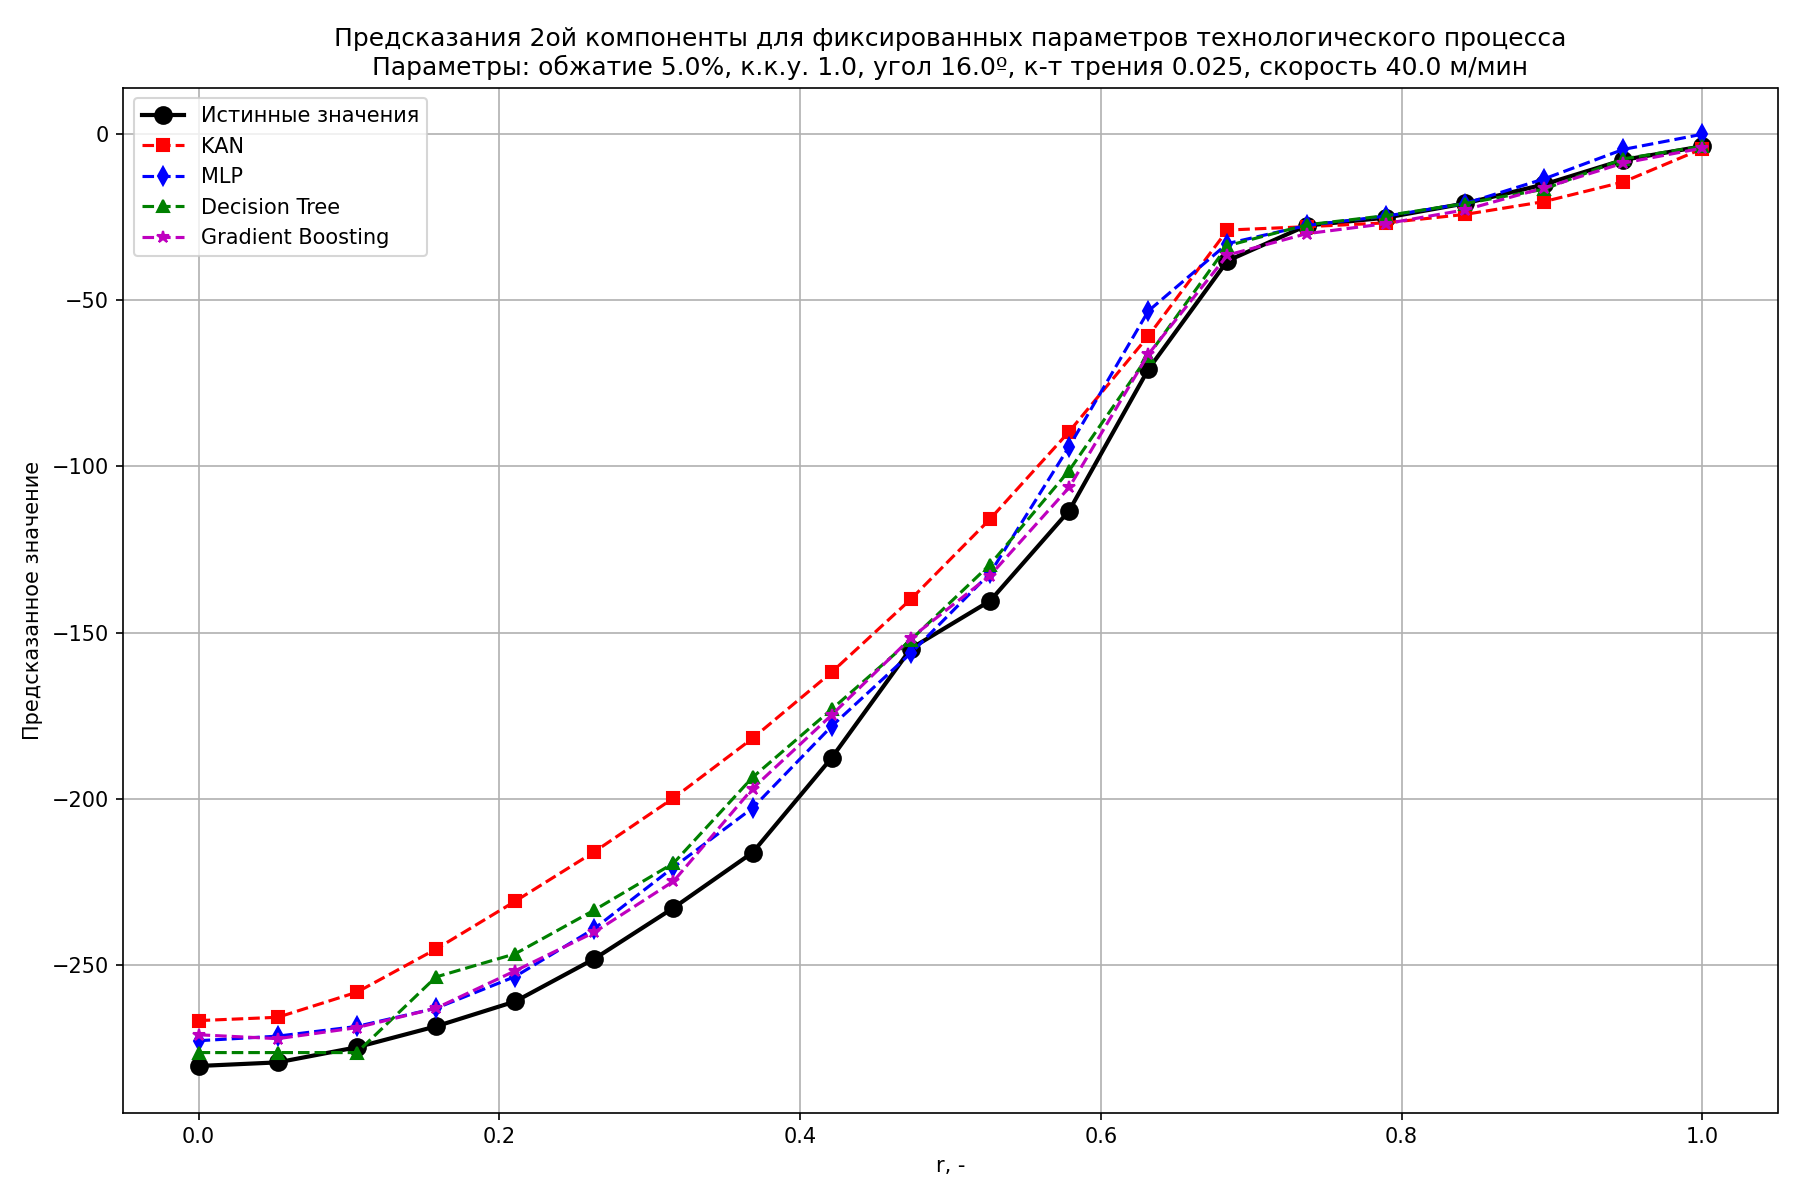 Предсказания 2ой компоненты для фиксированных параметров технологического процесса
Параметры: обжатие 5.0%, к.к.у. 1.0, угол 16.0º, к-т трения 0.025, скорость 40.0 м/мин
Истинные значения
KAN
MLP
Decision Tree
Gradient Boosting
Предсказанное значение
0
−50
−100
−150
−200
−250
0.0 0.2 0.4 0.6 0.8 1.0
r, -